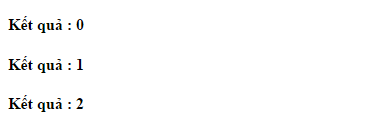 Kết quả : 0
Kết quả : 1
Kết quả : 2